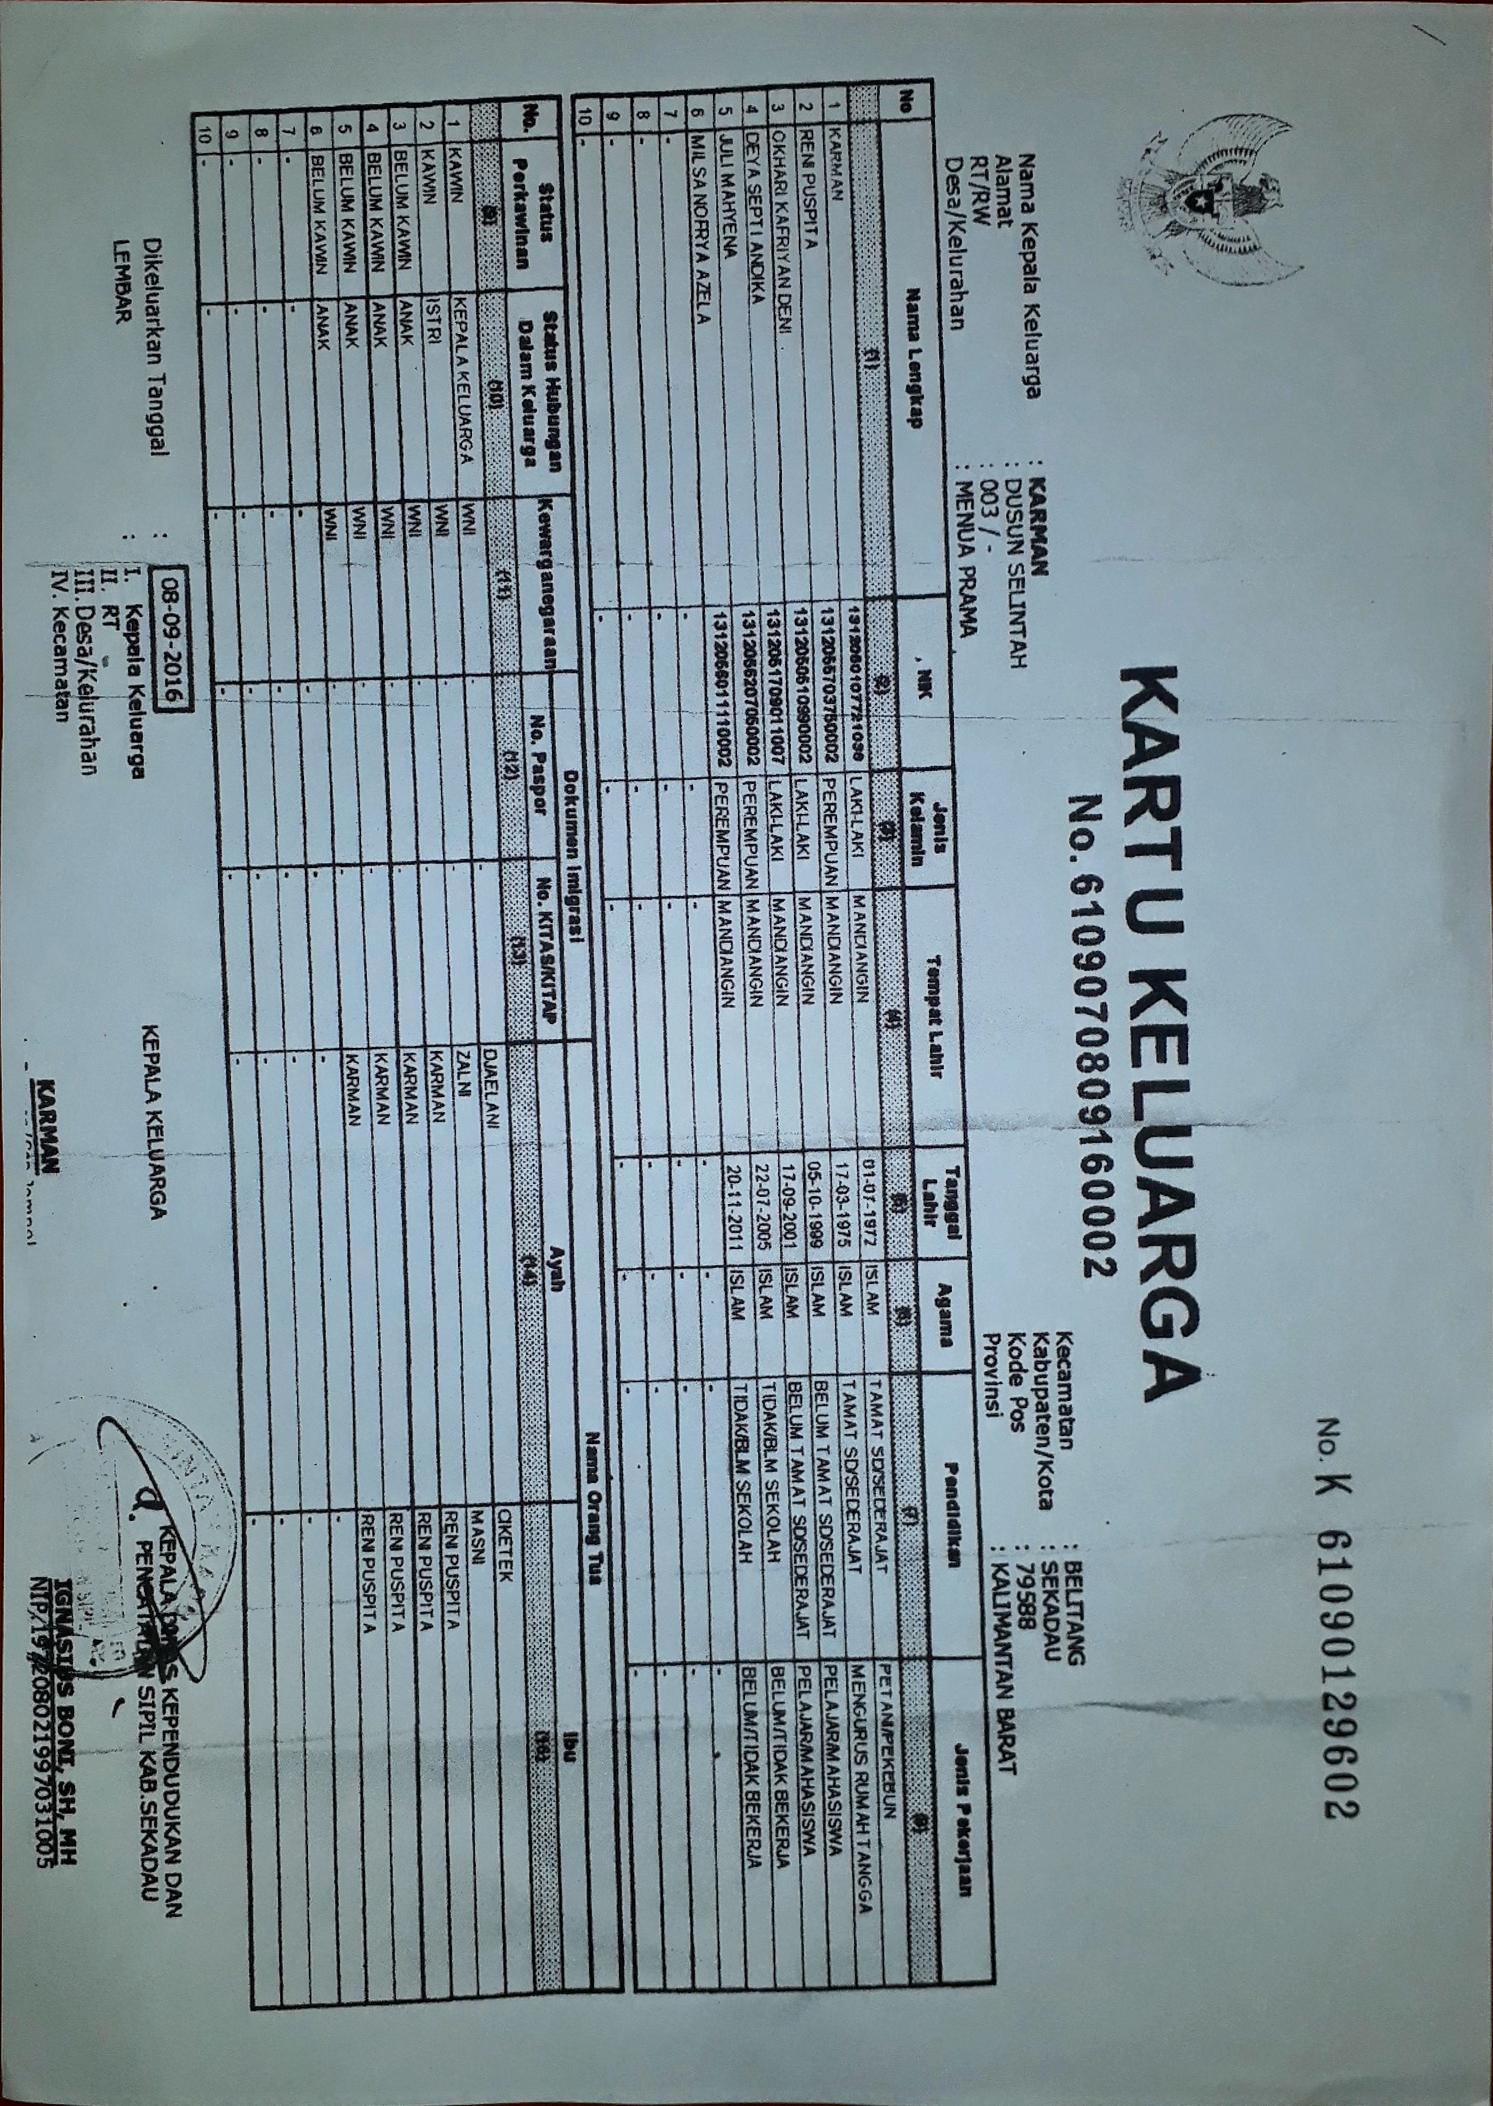 No. K 6109012 9602
KARTU KELUARGA
No. 6109070809160002
Nama Kepala Keluarga : KARMAN
Alamat : DUSUN SELINTAH
RT/RW : 003 / -
Desa/Kelurahan : MENUA PRAMA
Kecamatan : BELITANG
Kabupaten/Kota : SEKADAU
Kode Pos : 79588
Provinsi : KALIMANTAN BARAT
No Nama Lengkap NIK Jenis Kelamin Tempat Lahir Tanggal Lahir Agama Pendidikan Jenis Pekerjaan
(1) (2) (3) (4) (5) (6) (7) (8)
1 KARMAN LAKI-LAKI MANDIANGIN 01-07-1972 ISLAM TAMAT SD/SEDERAJAT PETANI/PEKEBUN
2 RENI PUSPITA 1312065703750002 PEREMPUAN MANDIANGIN 17-03-1975 ISLAM TAMAT SD/SEDERAJAT MENGURUS RUMAH TANGGA
3 OKHARI KAFRIYAN DENI 1312060510990002 LAKI-LAKI MANDIANGIN 05-10-1999 ISLAM BELUM TAMAT SD/SEDERAJAT PELAJAR/MAHASISWA
4 DEYA SEPTI ANDIKA 1312061709011007 LAKI-LAKI MANDIANGIN 17-09-2001 ISLAM BELUM TAMAT SD/SEDERAJAT PELAJAR/MAHASISWA
5 JULI MAHYENA 1312066207050002 PEREMPUAN MANDIANGIN 22-07-2005 ISLAM TIDAK/BLM SEKOLAH BELUM/TIDAK BEKERJA
6 MILSA NOFRYA AZELA 1312066011110002 PEREMPUAN MANDIANGIN 20-11-2011 ISLAM TIDAK/BLM SEKOLAH BELUM/TIDAK BEKERJA
7 - - - - - - - -
8 - - - - - - - -
9 - - - - - - - -
10 - - - - - - - -
No. Status Perkawinan Status Hubungan Dalam Keluarga Kewarganegaraan Dokumen Imigrasi Nama Orang Tua
No. Paspor No. KITAS/KITAP Ayah Ibu
(9) (10) (11) (12) (13) (14) (15)
1 KAWIN KEPALA KELUARGA WNI - - DJAELANI CIKETEK
2 KAWIN ISTRI WNI - - ZALNI MASNI
3 BELUM KAWIN ANAK WNI - - KARMAN RENI PUSPITA
4 BELUM KAWIN ANAK WNI - - KARMAN RENI PUSPITA
5 BELUM KAWIN ANAK WNI - - KARMAN RENI PUSPITA
6 BELUM KAWIN ANAK WNI - - KARMAN RENI PUSPITA
7 - - - - - - -
8 - - - - - - -
9 - - - - - - -
10 - - - - - - -
Dikeluarkan Tanggal : 08-09-2016
LEMBAR : I. Kepala Keluarga
II. RT
III. Desa/Kelurahan
IV. Kecamatan
KEPALA KELUARGA
KARMAN
a. KEPALA DINAS KEPENDUDUKAN DAN
PENCATATAN SIPIL KAB.SEKADAU
IGNASIUS BONI, SH, MH
NIP.197208021997031005